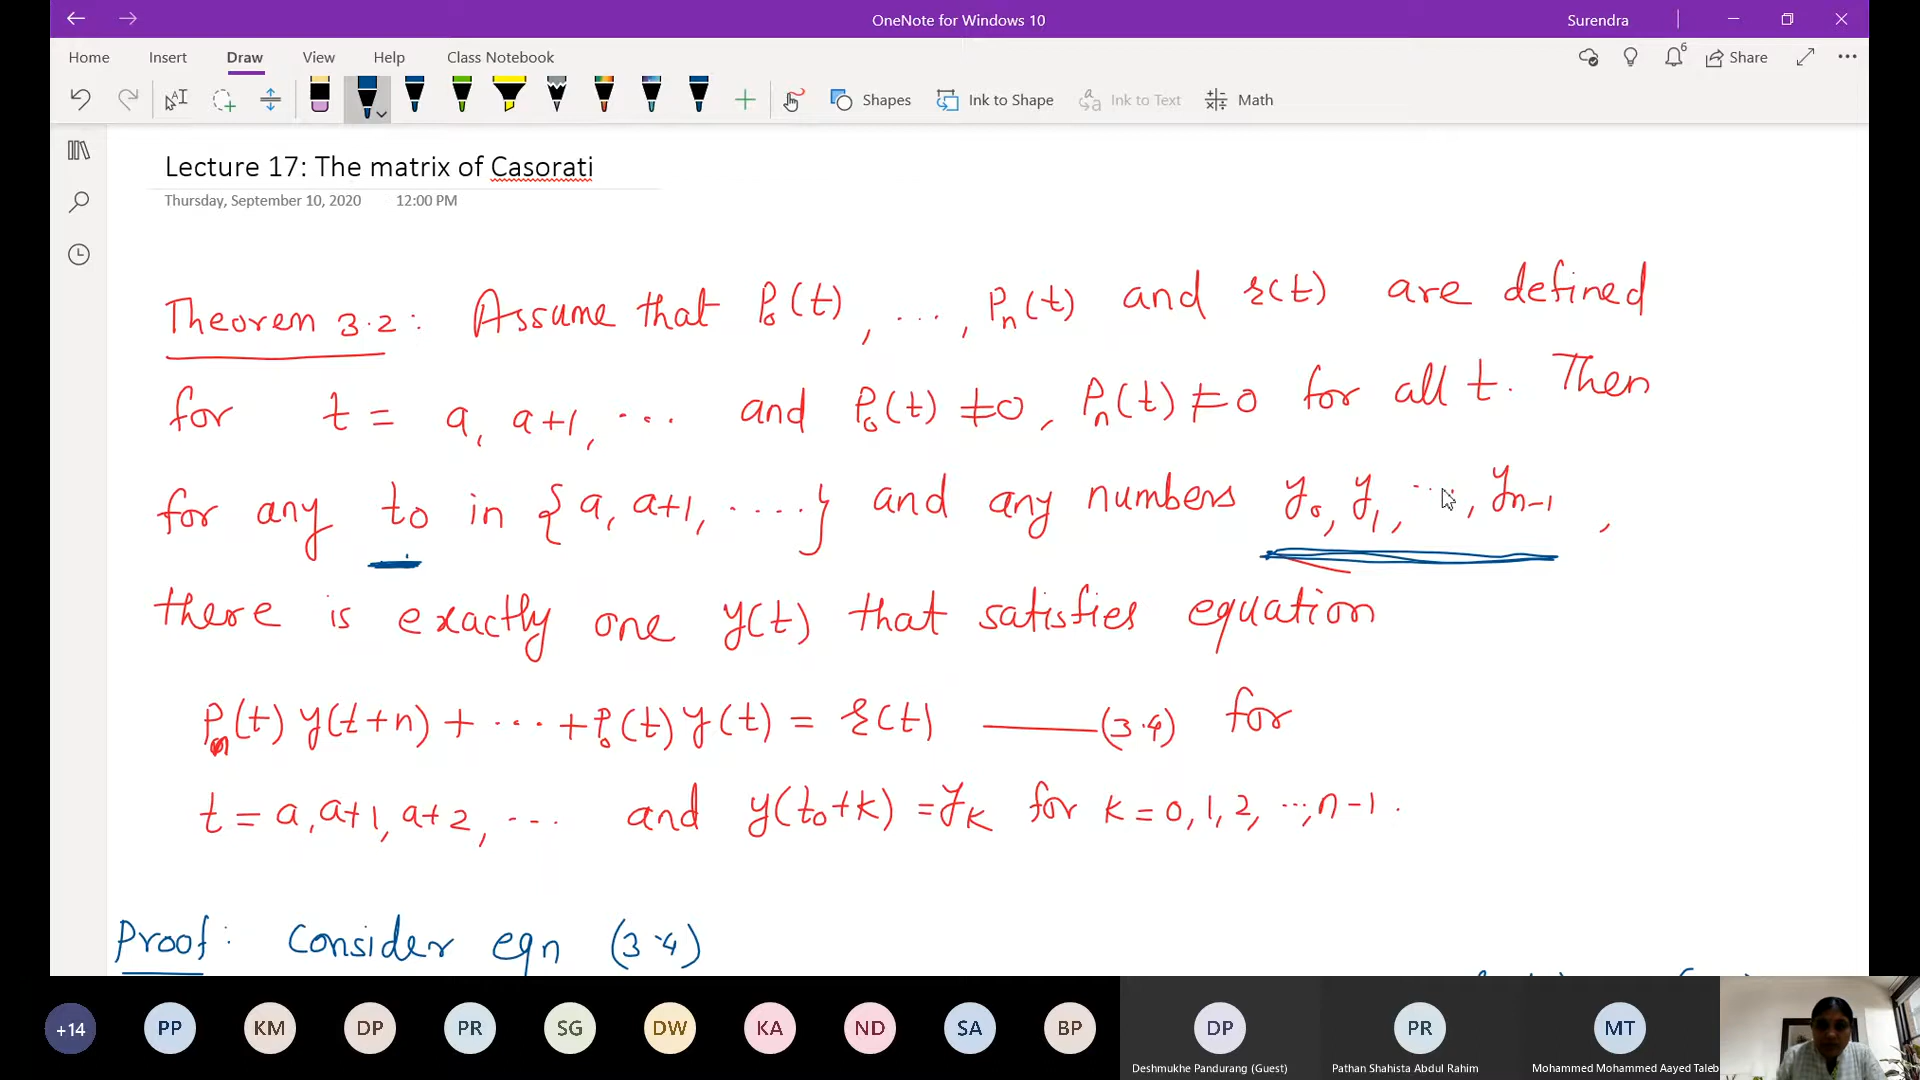 OneNote for Windows 10
Surendra
Home Insert Draw View Help Class Notebook
6
Share
Shapes Ink to Shape Ink to Text Math
Lecture 17: The matrix of Casorati
Thursday, September 10, 2020 12:00 PM
Theorem 3.2: Assume that P₀(t), ..., Pₙ(t) and r(t) are defined
for t = a, a+1, ... and P₀(t) ≠0, Pₙ(t) ≠0 for all t. Then
for any t₀ in {a, a+1, ....} and any numbers y₀, y₁, ..., yₙ₋₁ ,
there is exactly one y(t) that satisfies equation
Pₙ(t) y(t+n) + ... + P₀(t) y(t) = r(t) —— (3.4) for
t = a, a+1, a+2, ... and y(t₀+k) = yₖ for k = 0, 1, 2, ..., n-1.
Proof: Consider eqn (3.4)
+14 PP KM DP PR SG DW KA ND SA BP DP PR MT
Deshmukhe Pandurang (Guest) Pathan Shahista Abdul Rahim Mohammed Mohammed Aayed Taleb